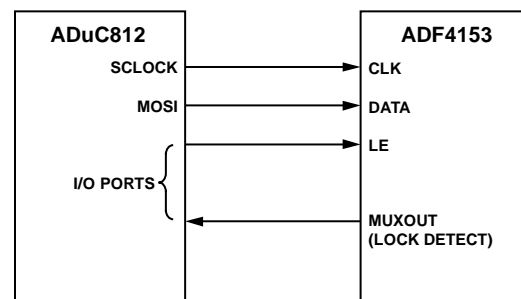 ADuC812
ADF4153
SCLOCK
CLK
MOSI
DATA
LE
I/O PORTS
MUXOUT
(LOCK DETECT)